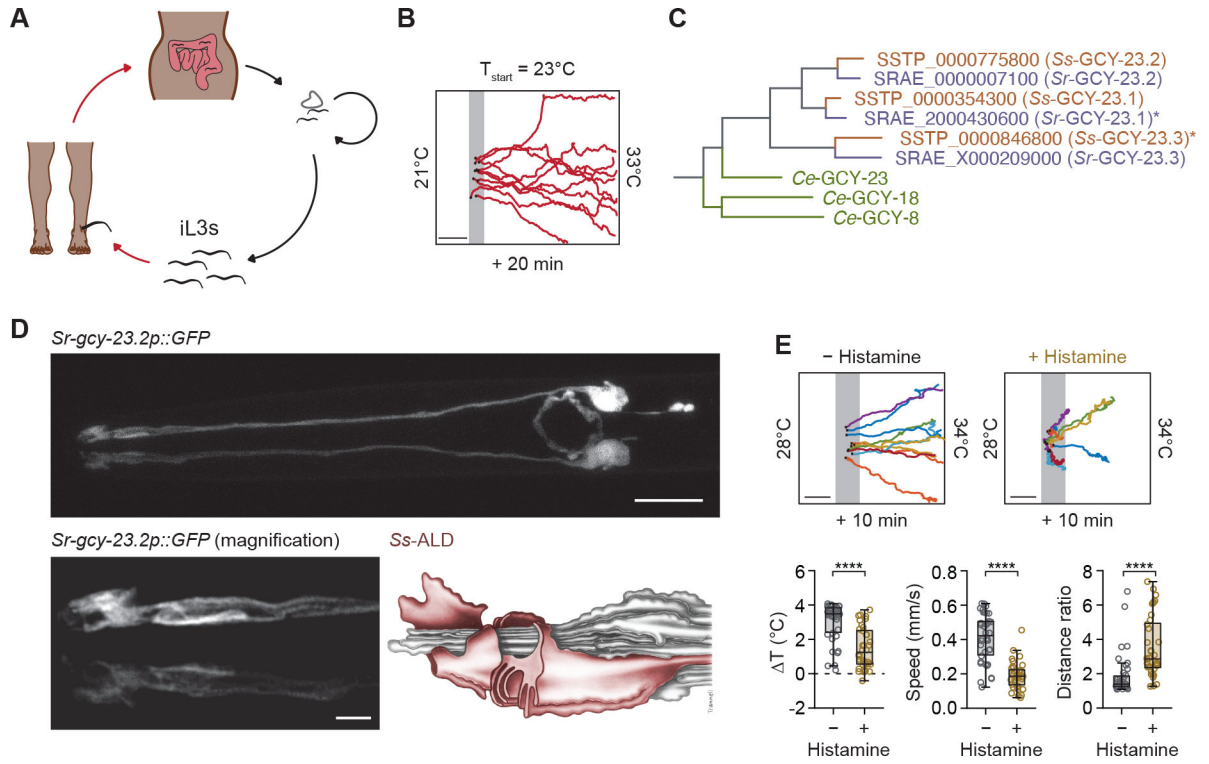 A
iL3s
B
Tstart = 23°C
21°C
33°C
+ 20 min
C
SSTP_0000775800 (Ss-GCY-23.2)
SRAE_0000007100 (Sr-GCY-23.2)
SSTP_0000354300 (Ss-GCY-23.1)
SRAE_2000430600 (Sr-GCY-23.1)*
SSTP_0000846800 (Ss-GCY-23.3)*
SRAE_X000209000 (Sr-GCY-23.3)
Ce-GCY-23
Ce-GCY-18
Ce-GCY-8
D
Sr-gcy-23.2p::GFP
Sr-gcy-23.2p::GFP (magnification)
Ss-ALD
E
− Histamine
+ Histamine
28°C
34°C
28°C
34°C
+ 10 min
+ 10 min
****
ΔT (°C)
6
4
2
0
-2
− +
Histamine
****
Speed (mm/s)
0.8
0.6
0.4
0.2
0.0
− +
Histamine
****
Distance ratio
8
6
4
2
0
− +
Histamine